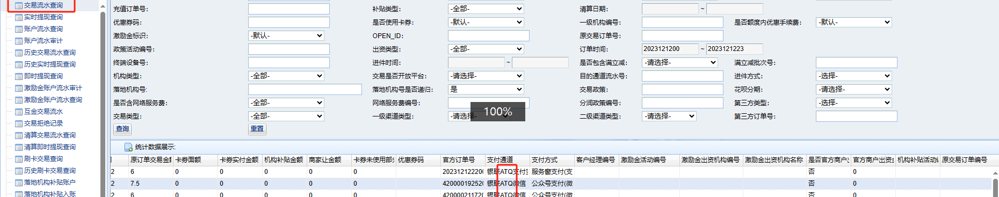 交易流水查询
实时提现查询
账户流水查询
账户流水审计
历史交易流水查询
历史实时提现查询
即时提现查询
激励金账户流水审计
激励金账户流水查询
互金交易流水
交易拒绝记录
清算交易流水查询
清算即时提现查询
刷卡交易查询
历史刷卡交易查询
落地机构补贴账户
落地机构补贴入账
充值订单号: 补贴类型: -全部- 清算日期: ~
优惠券码: 是否使用卡券: -默认- 一级机构编号: 是否额度内优惠手续费: -默认-
激励金标识: -默认- OPEN_ID: 原交易订单号:
政策活动编号: 出资类型: -全部- 订单时间: 2023121200 ~ 2023121223
终端设备号: 进件时间: ~ 是否包含满立减: -请选择- 满立减批次号:
机构类型: -全部- 交易是否开放平台: -请选择- 目的通道流水号: 进件方式: -选择-
落地机构号: 落地机构号是否递归: 是 交易政策: 花呗分期: -请选择-
是否含网络服务费: -全部- 网络服务费编号: 分润政策编号: 第三方类型: -选择-
交易类型: -全部- 一级渠道类型: -请选择- 二级渠道类型: -请选择- 第三方订单号:
100%
查询 重置
统计数据展示:
原订单交易金额 卡券面额 卡券实付金额 机构补贴金额 商家让金额 卡券未使用部分 优惠券码 官方订单号 支付通道 支付方式 客户经理编号 激励金活动编号 激励金出资机构编号 激励金出资机构名称 是否官方商户出 官方商户出资金 机构补贴活动编 原交易订单号
2 6 0 0 0 0 0 202312122200 银联ATQ支付宝 服务窗支付(支 否 0
2 7.5 0 0 0 0 0 420000192520 银联ATQ微信 公众号支付(微 否 0
2 6 0 0 0 0 0 420000211720 银联ATQ微信 公众号支付(微 否 0